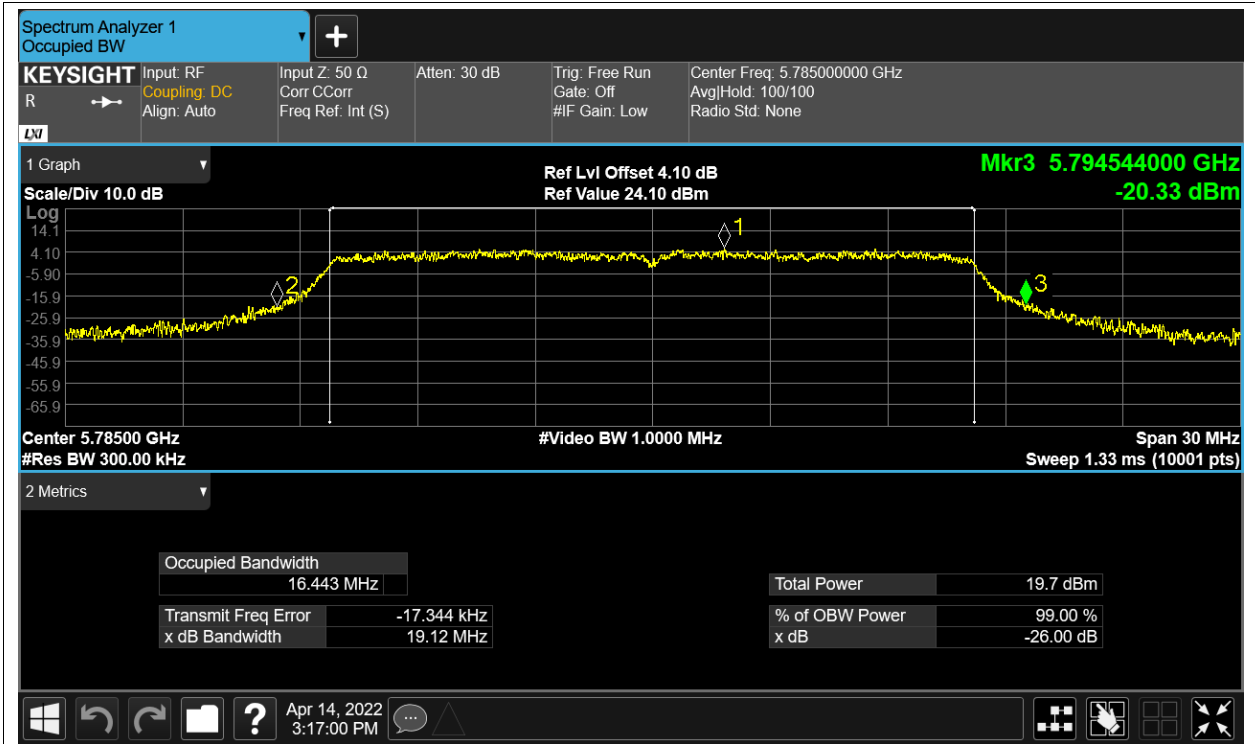 Spectrum Analyzer 1
Occupied BW
KEYSIGHT
R
LXI
Input: RF
Coupling: DC
Align: Auto
Input Z: 50 Ω
Corr CCorr
Freq Ref: Int (S)
Atten: 30 dB
Trig: Free Run
Gate: Off
#IF Gain: Low
Center Freq: 5.785000000 GHz
Avg|Hold: 100/100
Radio Std: None
1 Graph
Scale/Div 10.0 dB
Ref Lvl Offset 4.10 dB
Ref Value 24.10 dBm
Mkr3 5.794544000 GHz
-20.33 dBm
Log
14.1
4.10
-5.90
-15.9
-25.9
-35.9
-45.9
-55.9
-65.9
1
2
3
Center 5.78500 GHz
#Res BW 300.00 kHz
#Video BW 1.0000 MHz
Span 30 MHz
Sweep 1.33 ms (10001 pts)
2 Metrics
Occupied Bandwidth
16.443 MHz
Transmit Freq Error -17.344 kHz
x dB Bandwidth 19.12 MHz
Total Power 19.7 dBm
% of OBW Power 99.00 %
x dB -26.00 dB
?
Apr 14, 2022
3:17:00 PM